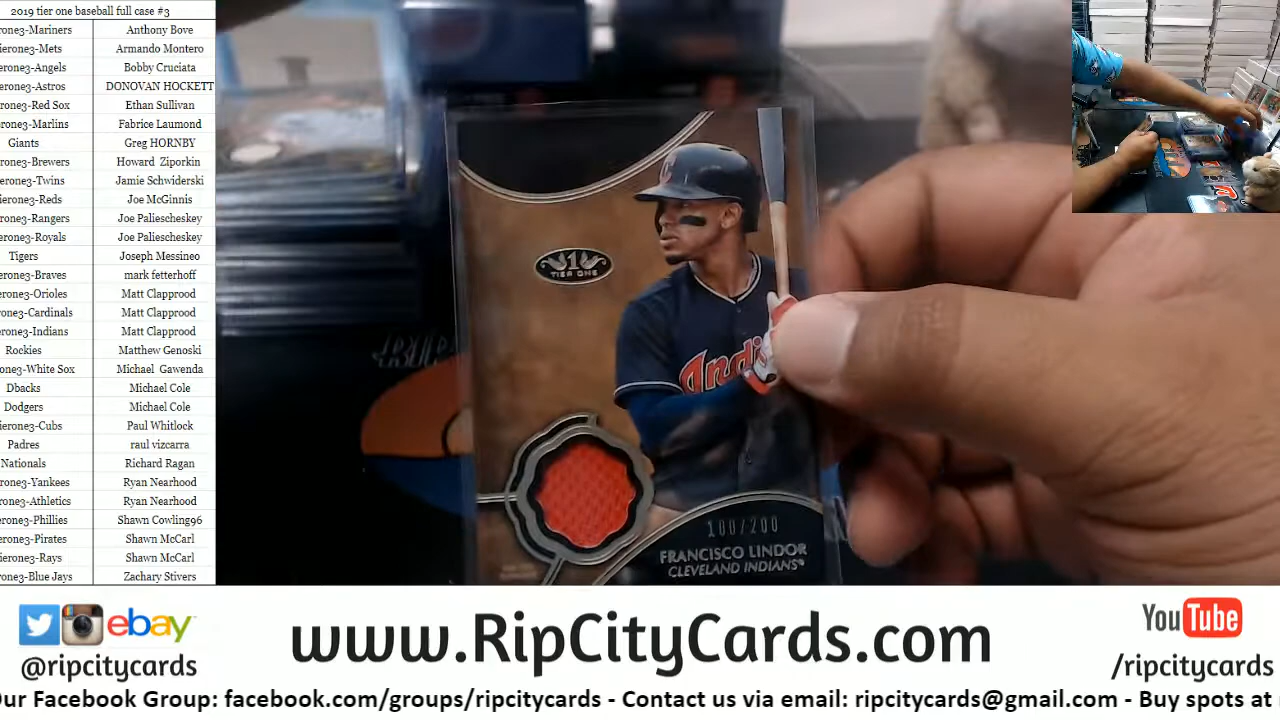 2019 tier one baseball full case #3
rone3-Mariners Anthony Bove
ierone3-Mets Armando Montero
erone3-Angels Bobby Cruciata
erone3-Astros DONOVAN HOCKETT
erone3-Red Sox Ethan Sullivan
erone3-Marlins Fabrice Laumond
Giants Greg HORNBY
erone3-Brewers Howard Ziporkin
ierone3-Twins Jamie Schwiderski
ierone3-Reds Joe McGinnis
rone3-Rangers Joe Paliescheskey
ierone3-Royals Joe Paliescheskey
Tigers Joseph Messineo
erone3-Braves mark fetterhoff
erone3-Orioles Matt Clapprood
rone3-Cardinals Matt Clapprood
erone3-Indians Matt Clapprood
Rockies Matthew Genoski
one3-White Sox Michael Gawenda
Dbacks Michael Cole
Dodgers Michael Cole
ierone3-Cubs Paul Whitlock
Padres raul vizcarra
Nationals Richard Ragan
erone3-Yankees Ryan Nearhood
rone3-Athletics Ryan Nearhood
rone3-Phillies Shawn Cowling96
erone3-Pirates Shawn McCarl
ierone3-Rays Shawn McCarl
rone3-Blue Jays Zachary Stivers
1
TIER ONE
Indi
100/200
FRANCISCO LINDOR
CLEVELAND INDIANS
ebay
@ripcitycards
www.RipCityCards.com
YouTube
/ripcitycards
ur Facebook Group: facebook.com/groups/ripcitycards - Contact us via email: ripcitycards@gmail.com - Buy spots at